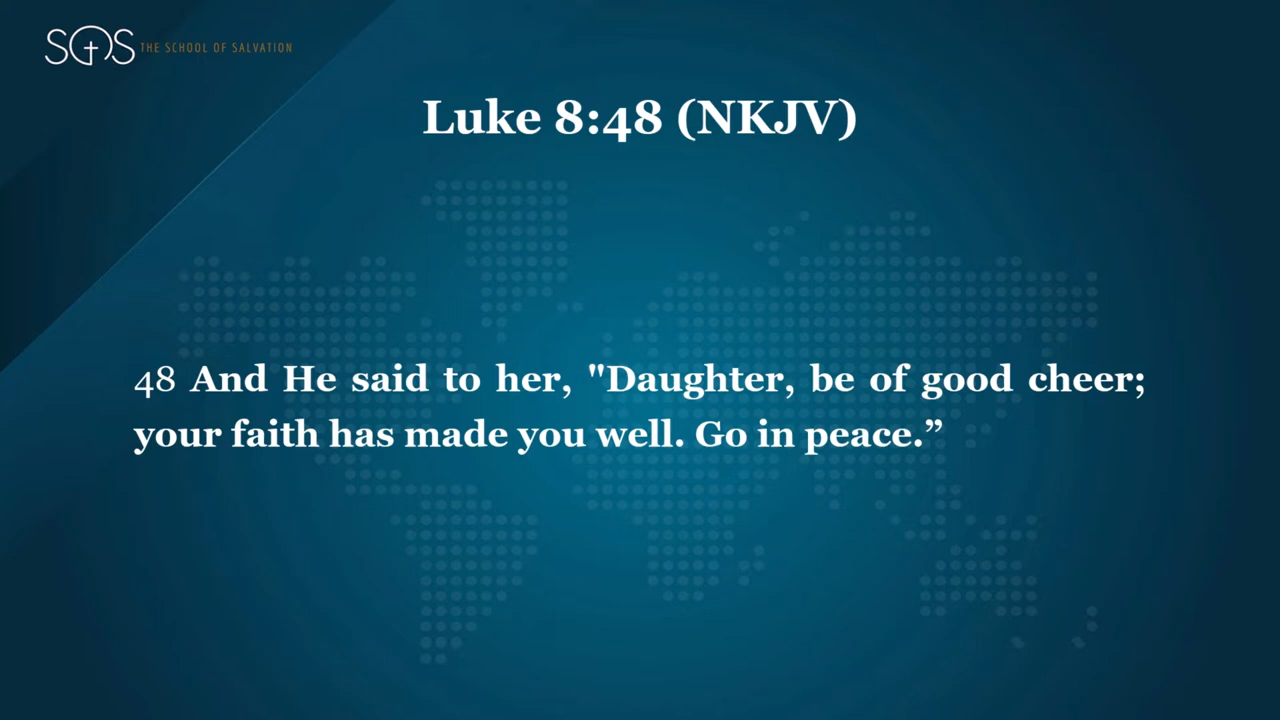 SOS THE SCHOOL OF SALVATION
Luke 8:48 (NKJV)
48 And He said to her, "Daughter, be of good cheer;
your faith has made you well. Go in peace.”